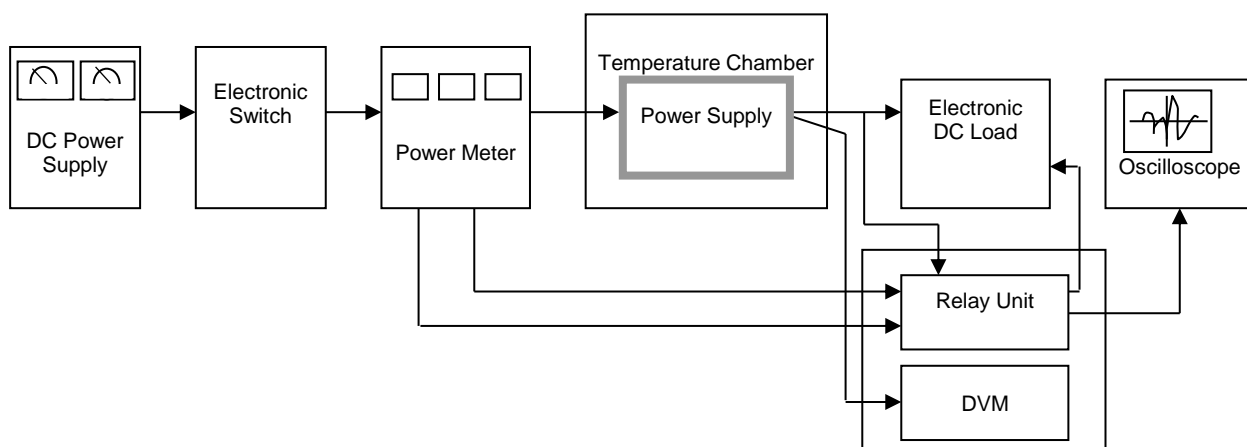 DC Power
Supply
Electronic
Switch
Power Meter
Temperature Chamber
Power Supply
Electronic
DC Load
Oscilloscope
Relay Unit
DVM